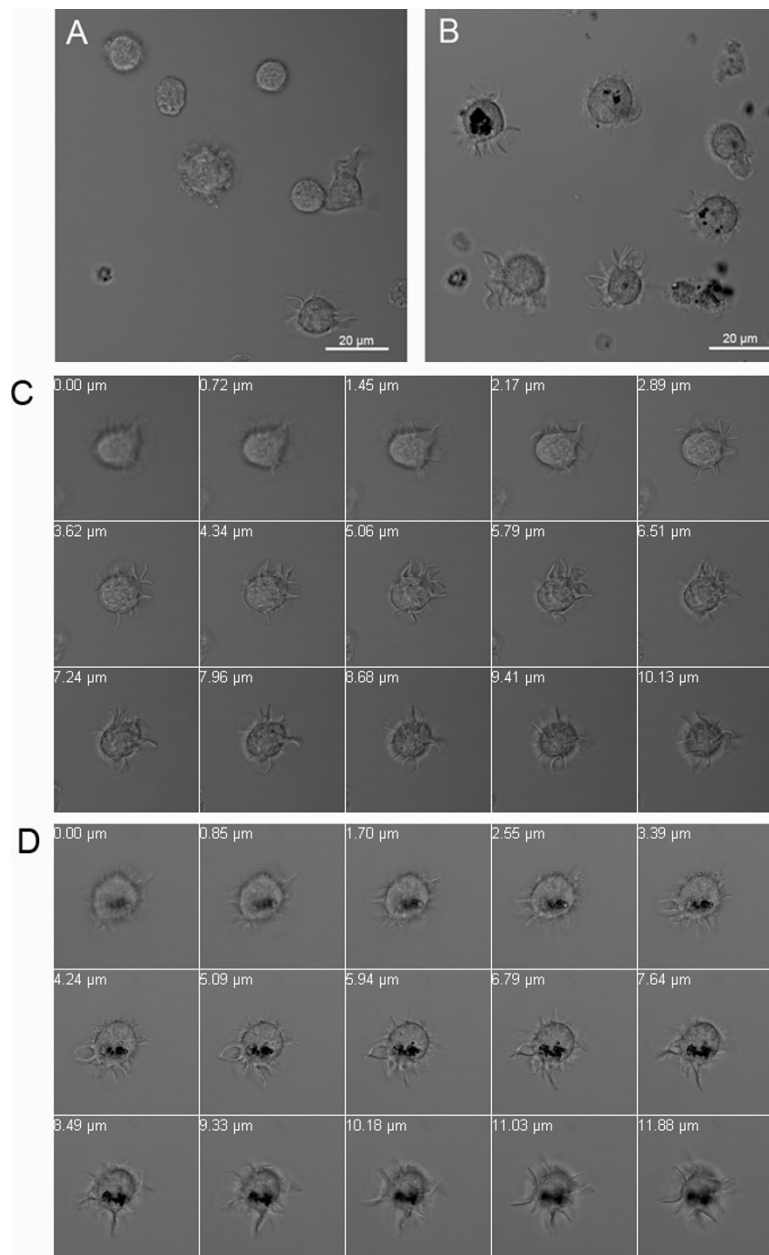 A
B
20 µm
20 µm
C
0.00 µm
0.72 µm
1.45 µm
2.17 µm
2.89 µm
3.62 µm
4.34 µm
5.06 µm
5.79 µm
6.51 µm
7.24 µm
7.96 µm
8.68 µm
9.41 µm
10.13 µm
D
0.00 µm
0.85 µm
1.70 µm
2.55 µm
3.39 µm
4.24 µm
5.09 µm
5.94 µm
6.79 µm
7.64 µm
8.49 µm
9.33 µm
10.18 µm
11.03 µm
11.88 µm